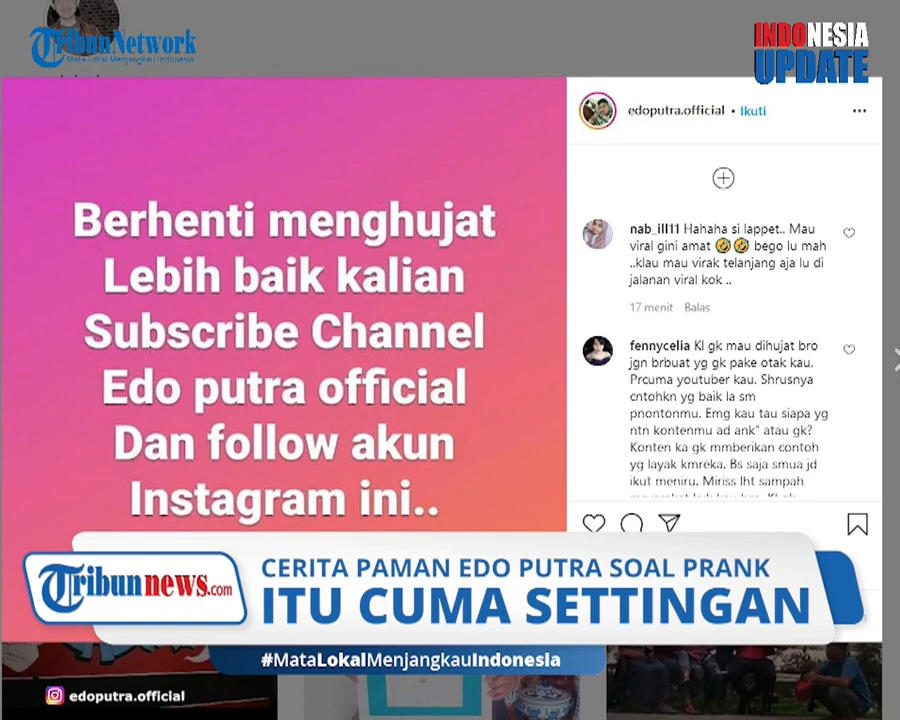 TribunNetwork
Mata Lokal Menjangkau Indonesia
INDONESIA
UPDATE
Berhenti menghujat
Lebih baik kalian
Subscribe Channel
Edo putra official
Dan follow akun
Instagram ini..
edoputra.official • Ikuti
nab_ill11 Hahaha si lappet.. Mau
viral gini amat 🤣🤣 bego lu mah
..klau mau virak telanjang aja lu di
jalanan viral kok ..
17 menit Balas
fennycelia Kl gk mau dihujat bro
jgn brbuat yg gk pake otak kau.
Prcuma youtuber kau. Shrusnya
cntohkn yg baik la sm
pnontonmu. Emg kau tau siapa yg
ntn kontenmu ad ank" atau gk?
Konten ka gk mmberikan contoh
yg layak kmreka. Bs saja smua jd
ikut meniru. Miriss lht sampah
Tribunnews.com
CERITA PAMAN EDO PUTRA SOAL PRANK
ITU CUMA SETTINGAN
#MataLokalMenjangkauIndonesia
edoputra.official